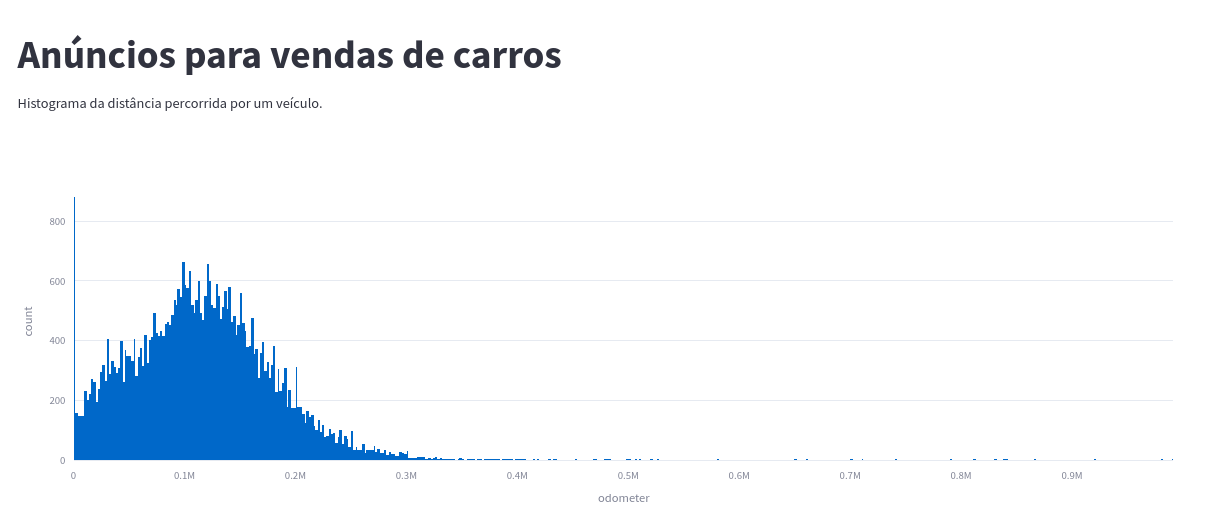 Anúncios para vendas de carros
Histograma da distância percorrida por um veículo.
800
600
400
200
0
count
0 0.1M 0.2M 0.3M 0.4M 0.5M 0.6M 0.7M 0.8M 0.9M
odometer